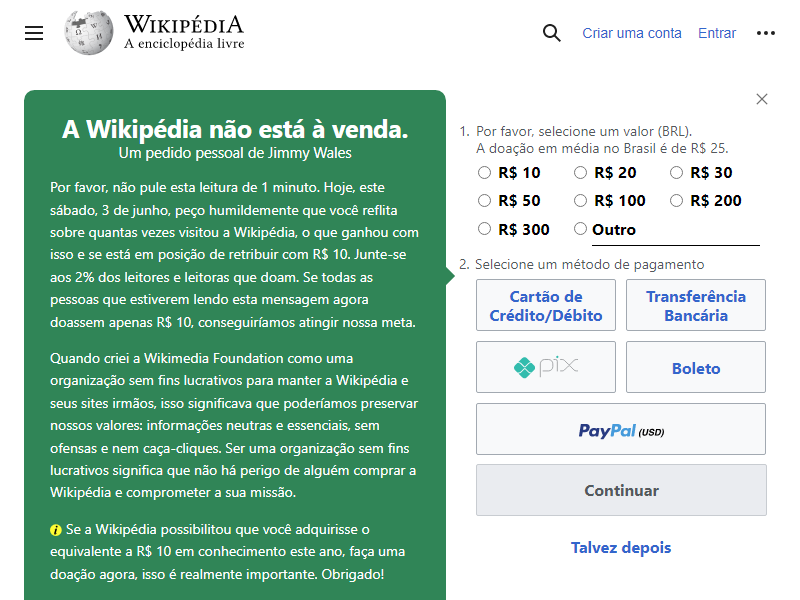 WIKIPÉDIA
A enciclopédia livre
Criar uma conta
Entrar
A Wikipédia não está à venda.
Um pedido pessoal de Jimmy Wales
Por favor, não pule esta leitura de 1 minuto. Hoje, este
sábado, 3 de junho, peço humildemente que você reflita
sobre quantas vezes visitou a Wikipédia, o que ganhou com
isso e se está em posição de retribuir com R$ 10. Junte-se
aos 2% dos leitores e leitoras que doam. Se todas as
pessoas que estiverem lendo esta mensagem agora
doassem apenas R$ 10, conseguiríamos atingir nossa meta.
Quando criei a Wikimedia Foundation como uma
organização sem fins lucrativos para manter a Wikipédia e
seus sites irmãos, isso significava que poderíamos preservar
nossos valores: informações neutras e essenciais, sem
ofensas e nem caça-cliques. Ser uma organização sem fins
lucrativos significa que não há perigo de alguém comprar a
Wikipédia e comprometer a sua missão.
i Se a Wikipédia possibilitou que você adquirisse o
equivalente a R$ 10 em conhecimento este ano, faça uma
doação agora, isso é realmente importante. Obrigado!
1. Por favor, selecione um valor (BRL).
A doação em média no Brasil é de R$ 25.
R$ 10 R$ 20 R$ 30
R$ 50 R$ 100 R$ 200
R$ 300 Outro
2. Selecione um método de pagamento
Cartão de
Crédito/Débito
Transferência
Bancária
pix
Boleto
PayPal (USD)
Continuar
Talvez depois